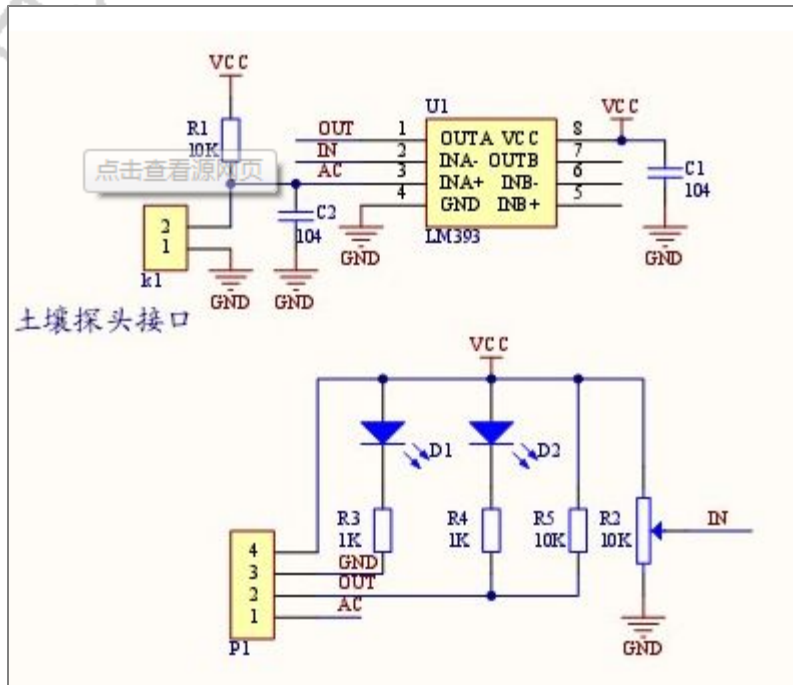 VCC
U1
VCC
R1
10K
OUT 1 OUTA VCC 8
IN 2 INA- OUTB 7
AC 3 INA+ INB- 6
4 GND INB+ 5
点击查看源网页
C1
104
C2
104
2
1
k1
GND
GND
GND
LM393
GND
土壤探头接口
VCC
D1
D2
R3
1K
R4
1K
R5
10K
R2
10K
IN
4
3 GND
2 OUT
1 AC
P1
GND